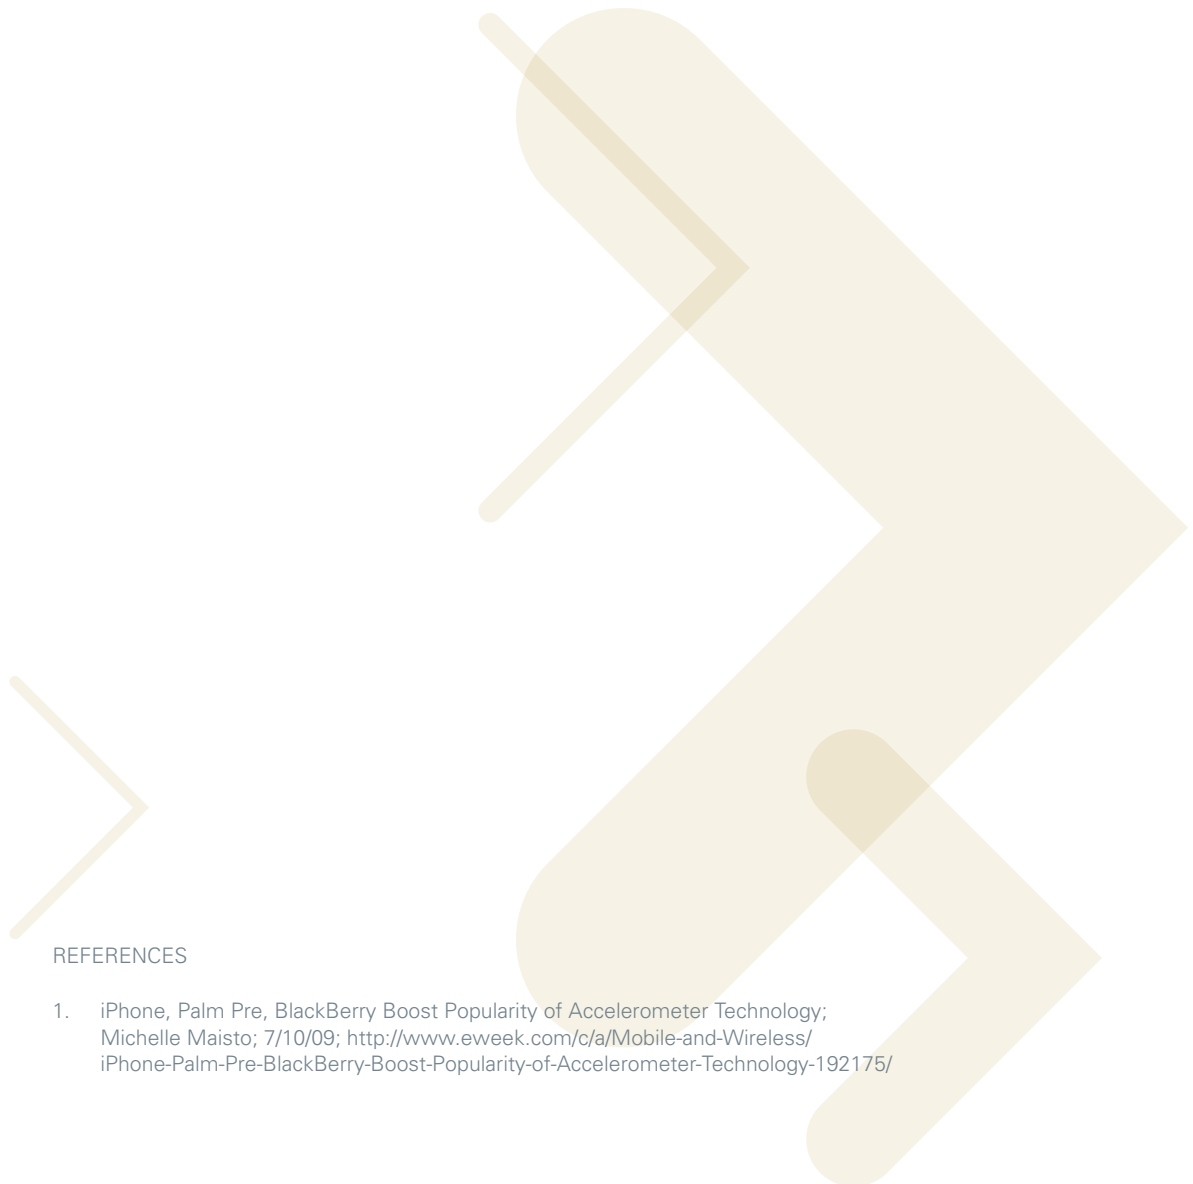 REFERENCES
1. iPhone, Palm Pre, BlackBerry Boost Popularity of Accelerometer Technology;
Michelle Maisto; 7/10/09; http://www.eweek.com/c/a/Mobile-and-Wireless/
iPhone-Palm-Pre-BlackBerry-Boost-Popularity-of-Accelerometer-Technology-192175/